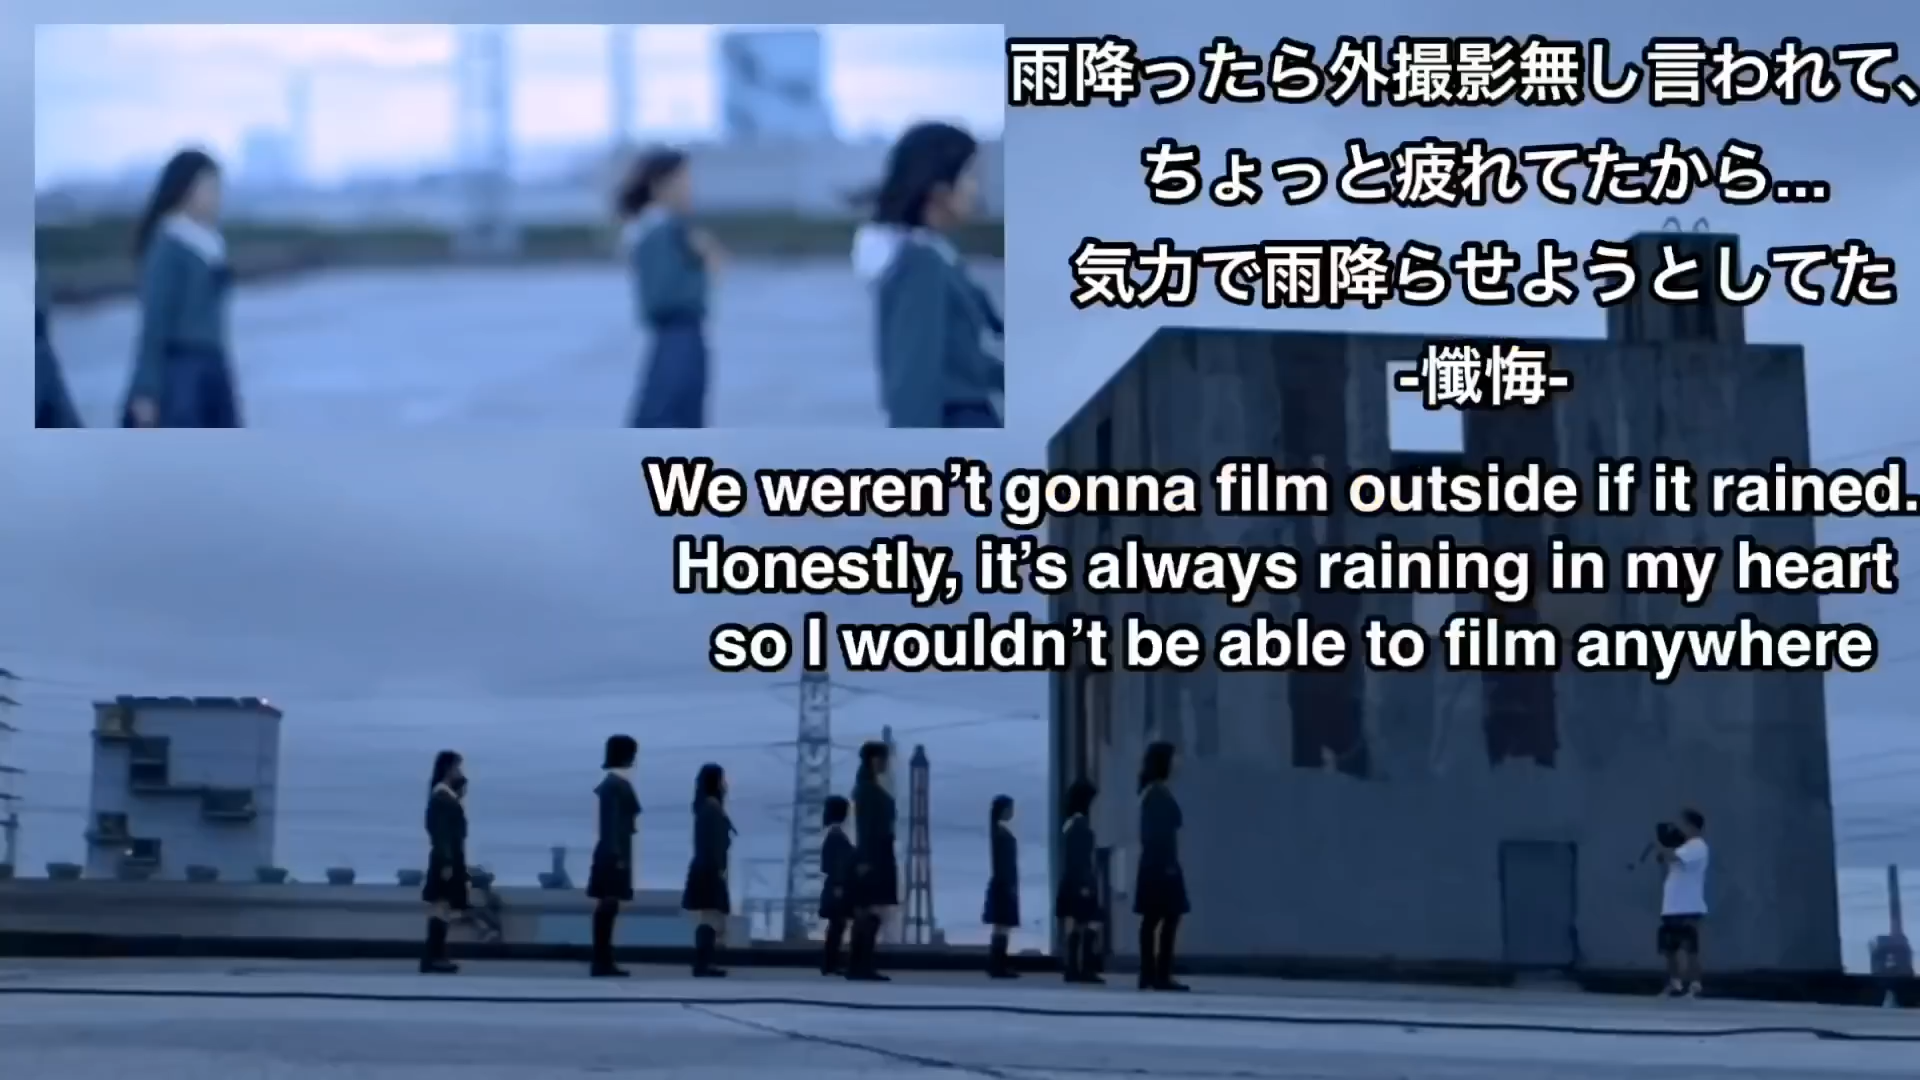 雨降ったら外撮影無し言われて、
ちょっと疲れてたから...
気力で雨降らせようとしてた
-懺悔-
We weren't gonna film outside if it rained.
Honestly, it's always raining in my heart
so I wouldn't be able to film anywhere